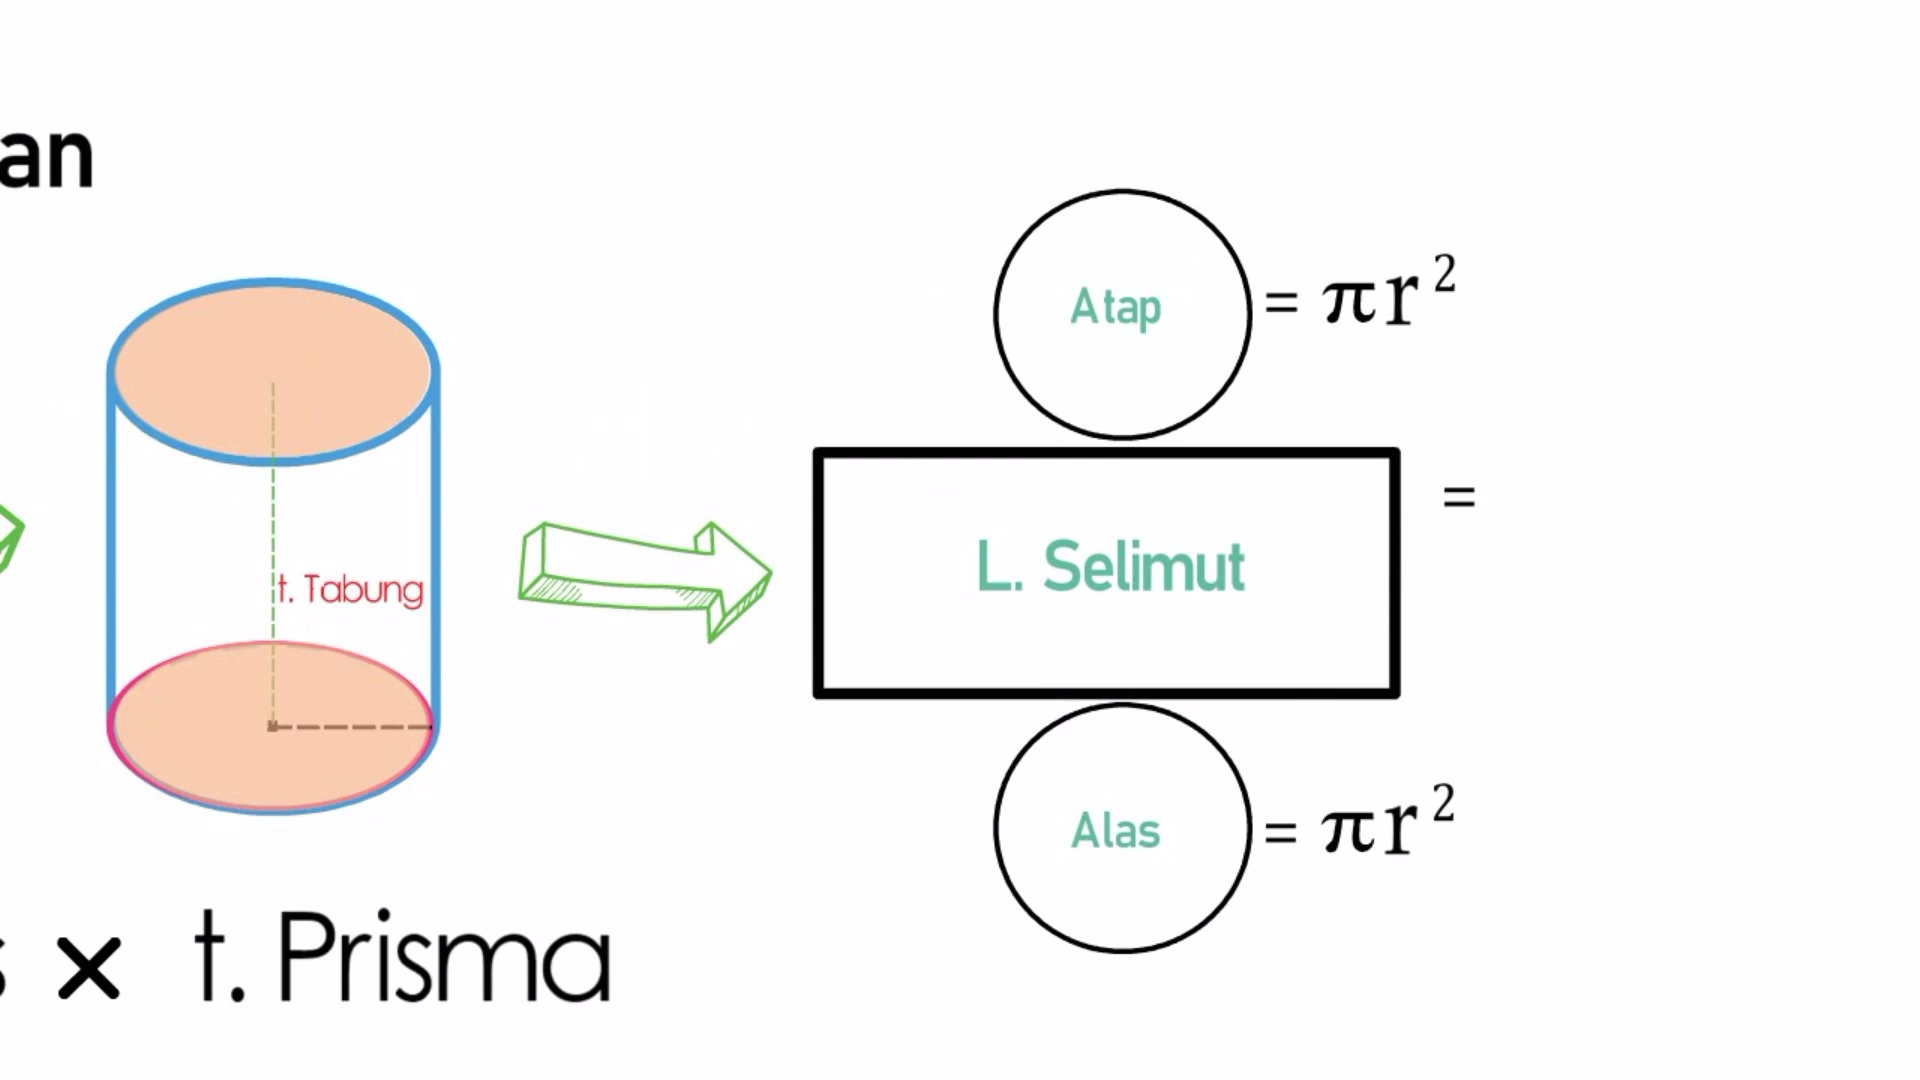 an
Atap = πr²
t. Tabung
L. Selimut =
Alas = πr²
× t. Prisma